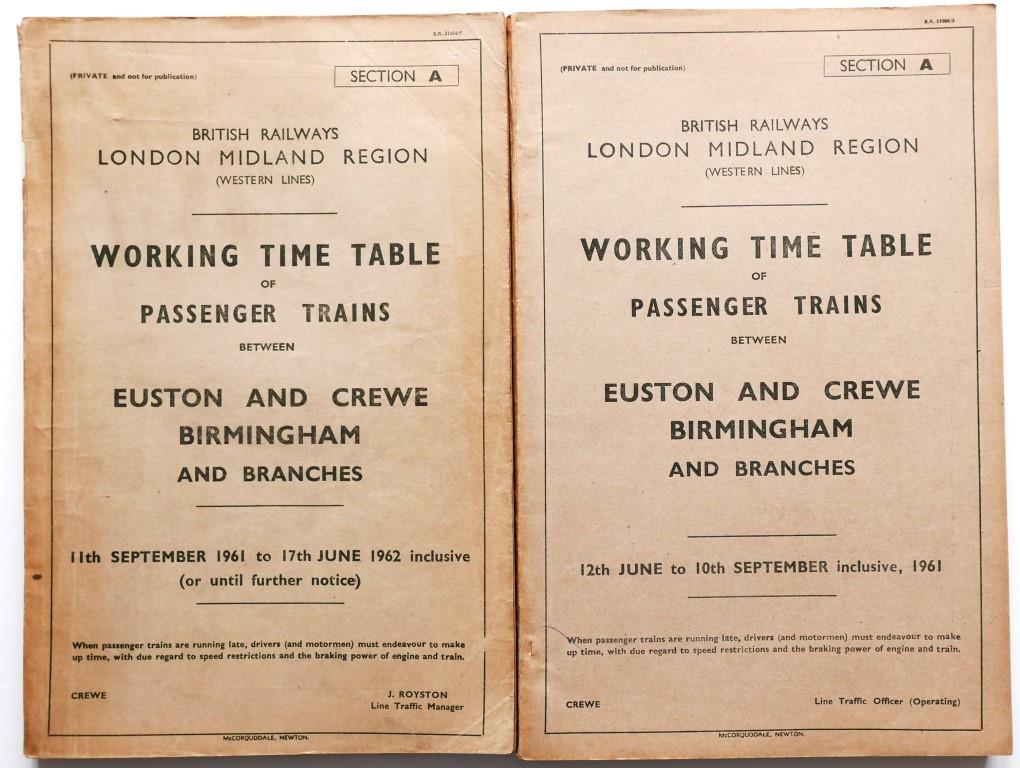 (PRIVATE and not for publication)
SECTION A
BRITISH RAILWAYS
LONDON MIDLAND REGION
(WESTERN LINES)
WORKING TIME TABLE
OF
PASSENGER TRAINS
BETWEEN
EUSTON AND CREWE
BIRMINGHAM
AND BRANCHES
11th SEPTEMBER 1961 to 17th JUNE 1962 inclusive
(or until further notice)
When passenger trains are running late, drivers (and motormen) must endeavour to make
up time, with due regard to speed restrictions and the braking power of engine and train.
CREWE
J. ROYSTON
Line Traffic Manager
McCORQUODALE, NEWTON.
(PRIVATE and not for publication)
SECTION A
BRITISH RAILWAYS
LONDON MIDLAND REGION
(WESTERN LINES)
WORKING TIME TABLE
OF
PASSENGER TRAINS
BETWEEN
EUSTON AND CREWE
BIRMINGHAM
AND BRANCHES
12th JUNE to 10th SEPTEMBER inclusive, 1961
When passenger trains are running late, drivers (and motormen) must endeavour to make
up time, with due regard to speed restrictions and the braking power of engine and train.
CREWE
Line Traffic Officer (Operating)
McCORQUODALE, NEWTON.